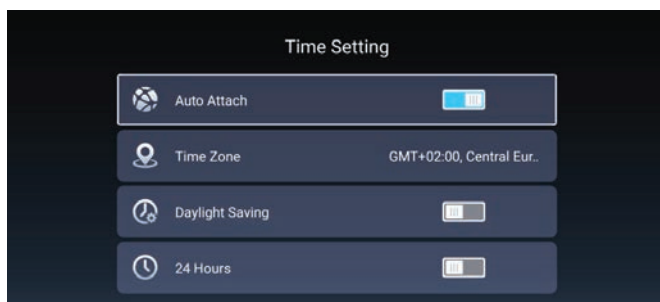 Time Setting
Auto Attach
Time Zone GMT+02:00, Central Eur..
Daylight Saving
24 Hours